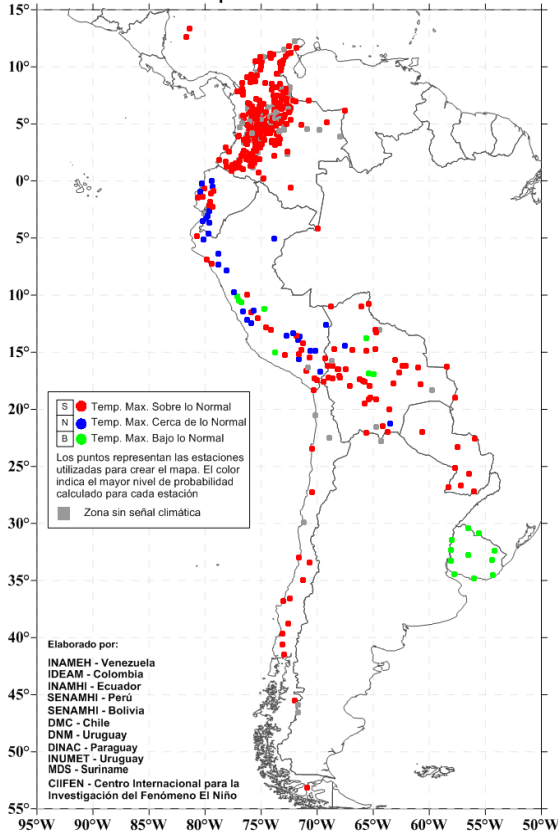 15°
10°
5°
0°
5°
10°
15°
20°
25°
30°
35°
40°
45°
50°
55°
S Temp. Max. Sobre lo Normal
N Temp. Max. Cerca de lo Normal
B Temp. Max. Bajo lo Normal
Los puntos representan las estaciones
utilizadas para crear el mapa. El color
indica el mayor nivel de probabilidad
calculado para cada estación
Zona sin señal climática
Elaborado por:
INAMEH - Venezuela
IDEAM - Colombia
INAMHI - Ecuador
SENAMHI - Perú
SENAMHI - Bolivia
DMC - Chile
DNM - Uruguay
DINAC - Paraguay
INUMET - Uruguay
MDS - Suriname
CIIFEN - Centro Internacional para la
Investigación del Fenómeno El Niño
95°W 90°W 85°W 80°W 75°W 70°W 65°W 60°W 55°W 50°W